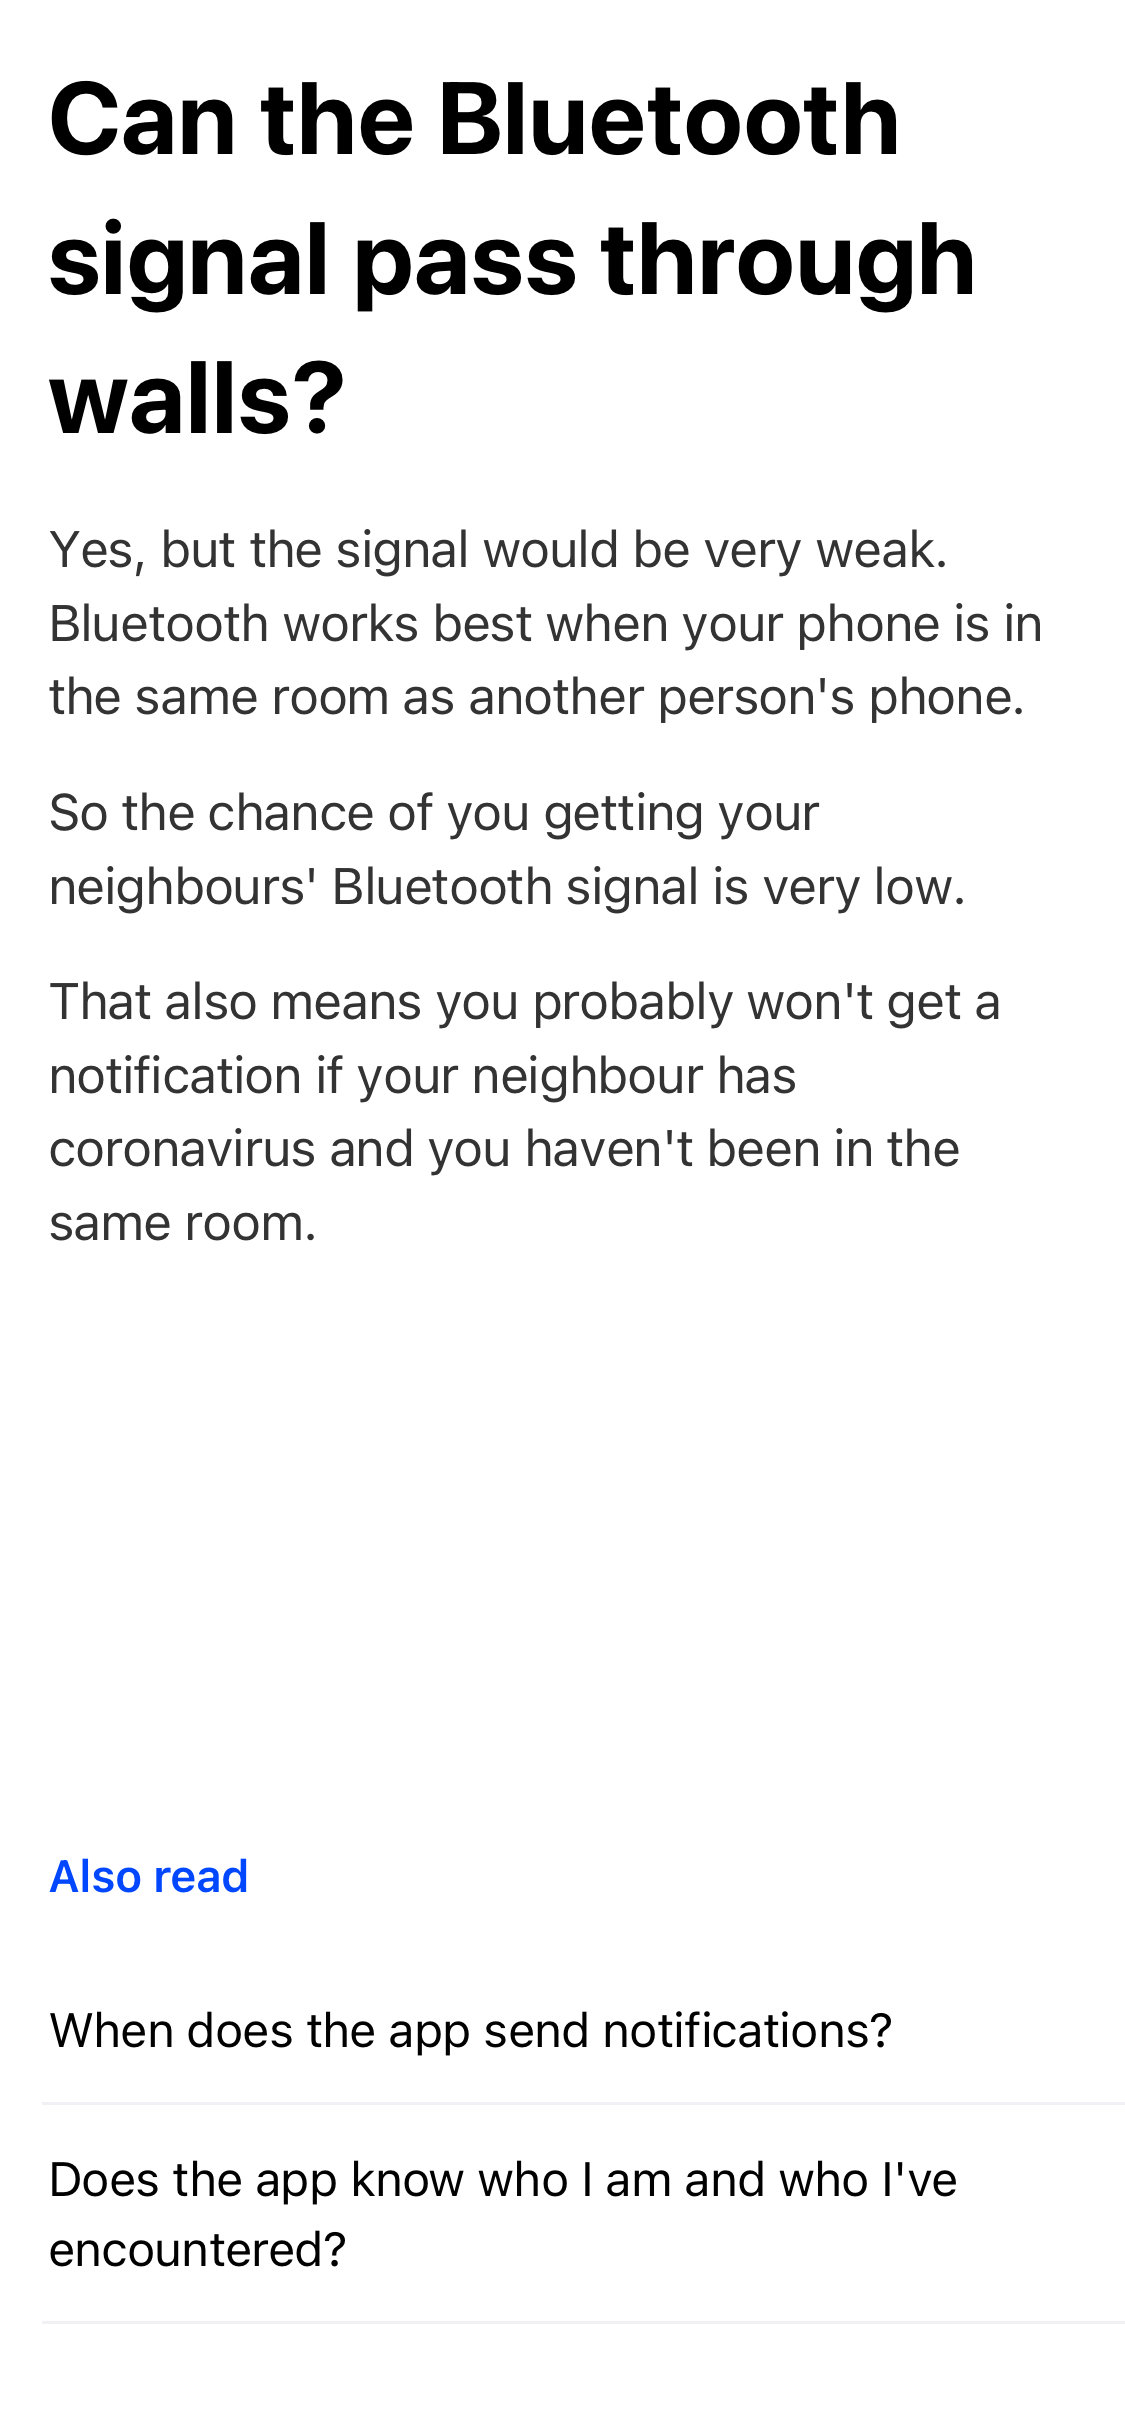 Can the Bluetooth
signal pass through
walls?
Yes, but the signal would be very weak.
Bluetooth works best when your phone is in
the same room as another person's phone.
So the chance of you getting your
neighbours' Bluetooth signal is very low.
That also means you probably won't get a
notification if your neighbour has
coronavirus and you haven't been in the
same room.
Also read
When does the app send notifications?
Does the app know who I am and who I've
encountered?